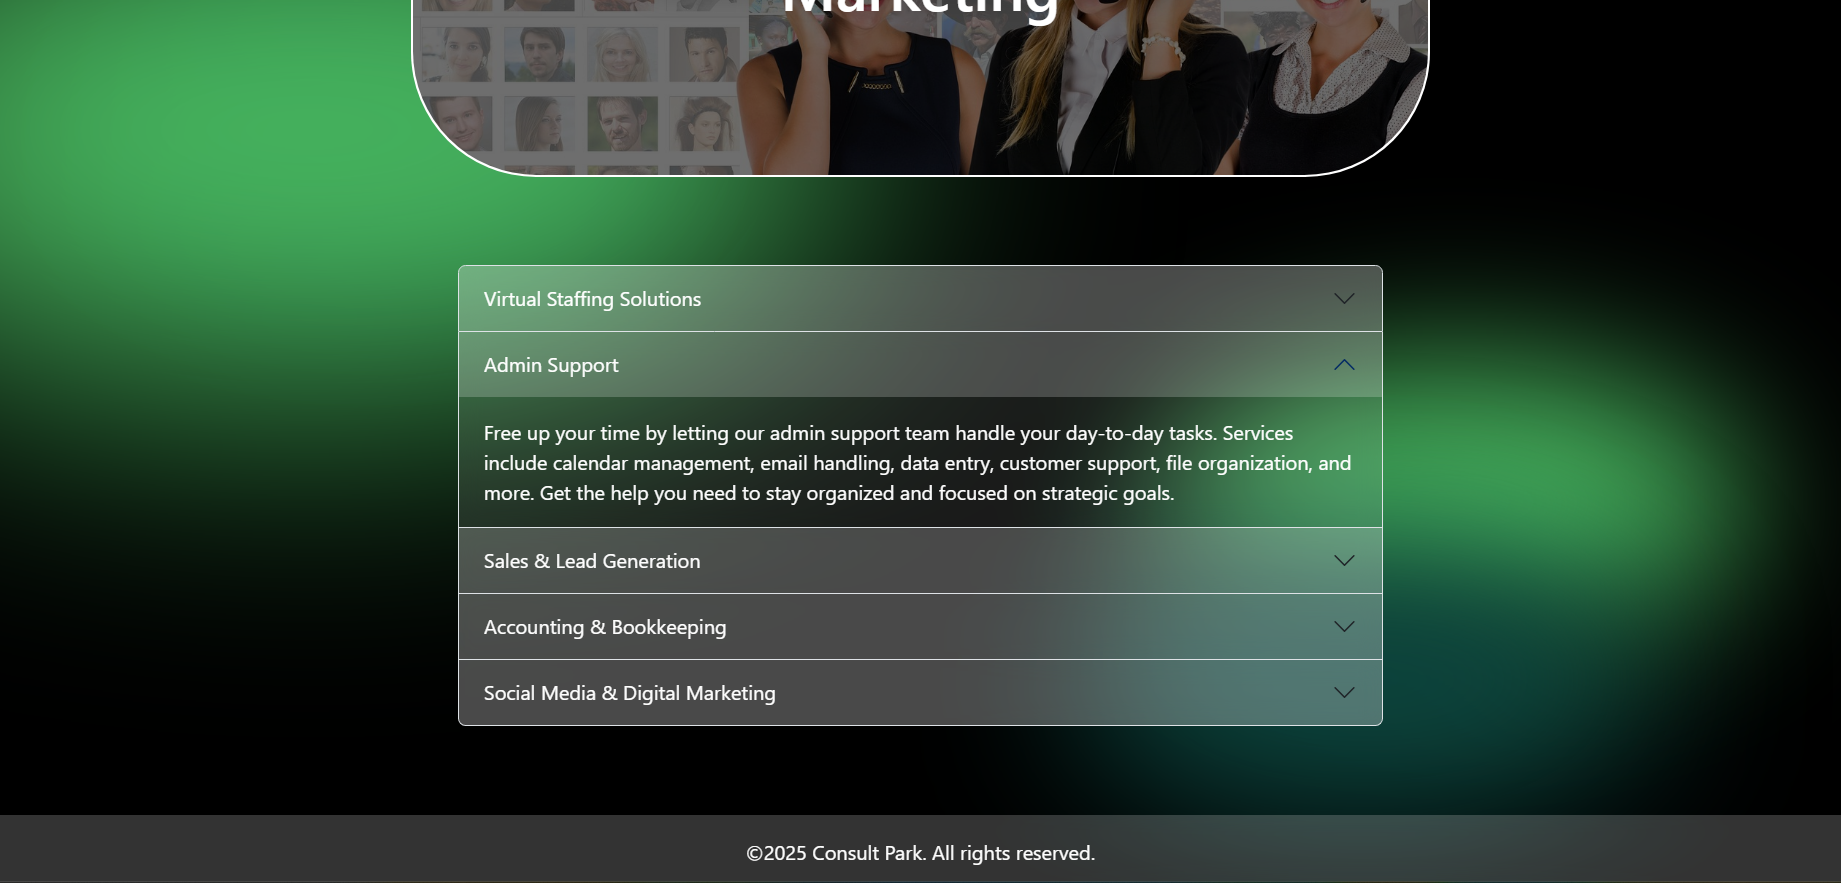 Marketing
Virtual Staffing Solutions
Admin Support
Free up your time by letting our admin support team handle your day-to-day tasks. Services
include calendar management, email handling, data entry, customer support, file organization, and
more. Get the help you need to stay organized and focused on strategic goals.
Sales & Lead Generation
Accounting & Bookkeeping
Social Media & Digital Marketing
©2025 Consult Park. All rights reserved.